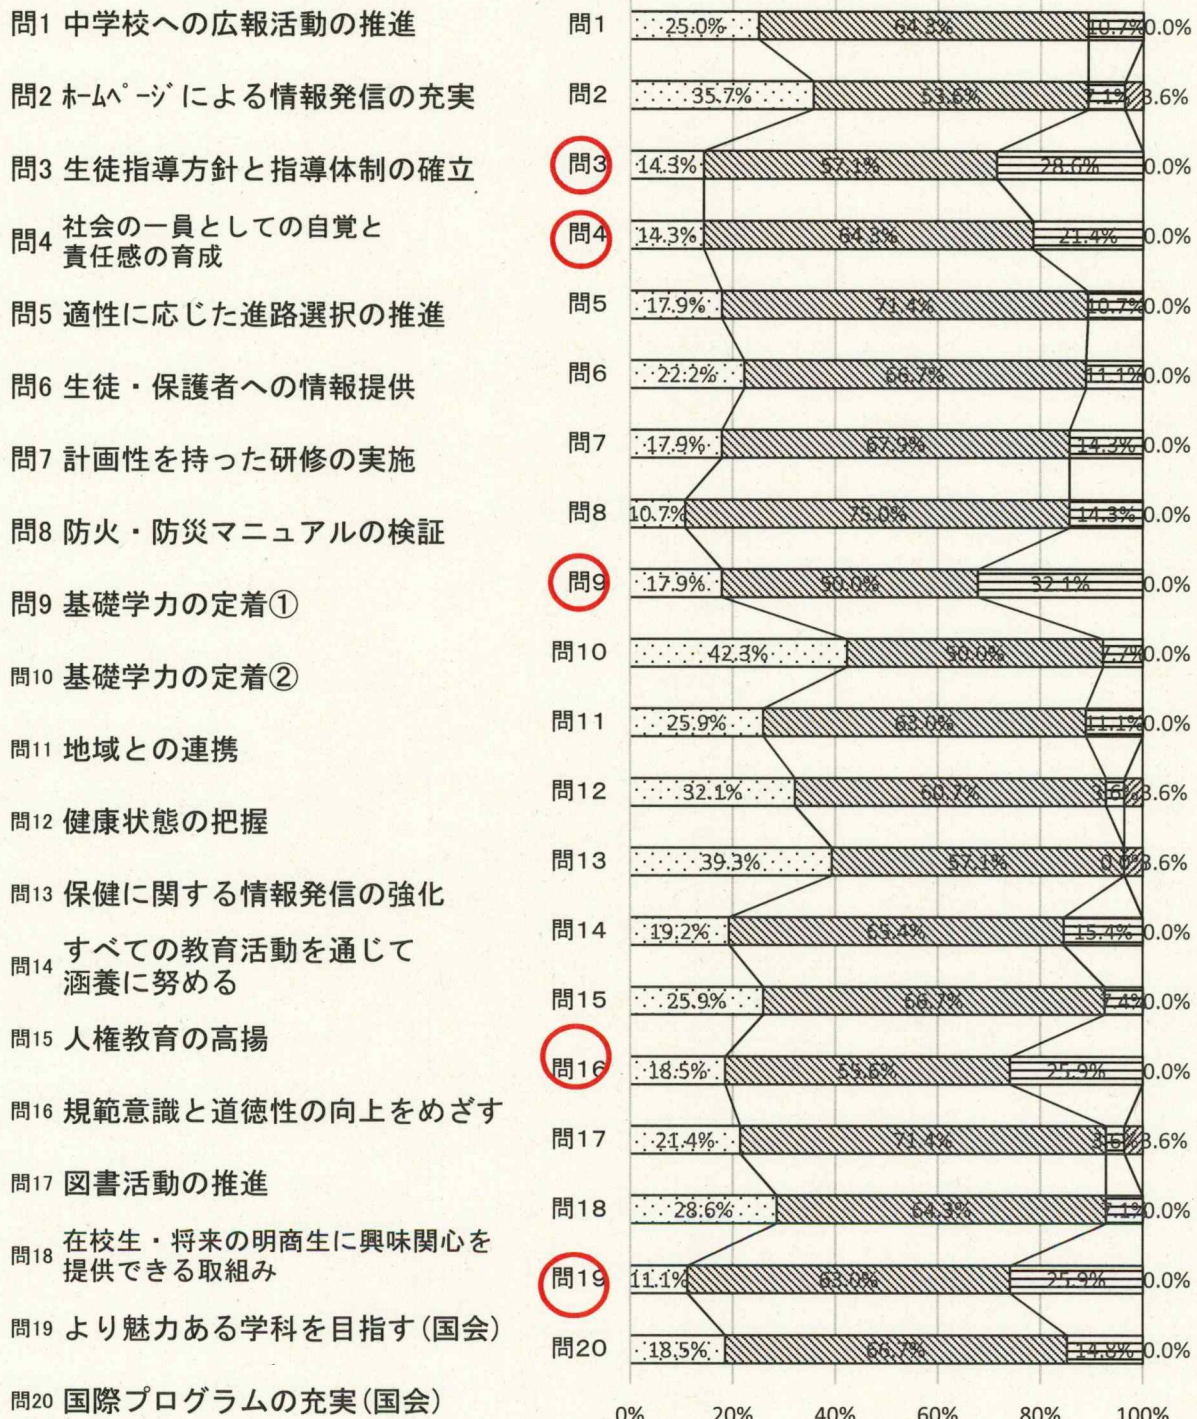 問1 中学校への広報活動の推進
問2 ﾎｰﾑﾍﾟｰｼﾞによる情報発信の充実
問3 生徒指導方針と指導体制の確立
問4 社会の一員としての自覚と
責任感の育成
問5 適性に応じた進路選択の推進
問6 生徒・保護者への情報提供
問7 計画性を持った研修の実施
問8 防火・防災マニュアルの検証
問9 基礎学力の定着①
問10 基礎学力の定着②
問11 地域との連携
問12 健康状態の把握
問13 保健に関する情報発信の強化
問14 すべての教育活動を通じて
涵養に努める
問15 人権教育の高揚
問16 規範意識と道徳性の向上をめざす
問17 図書活動の推進
問18 在校生・将来の明商生に興味関心を
提供できる取組み
問19 より魅力ある学科を目指す(国会)
問20 国際プログラムの充実(国会)
問1 25.0% 64.3% 10.7% 0.0%
問2 35.7% 53.6% 7.1% 3.6%
問3 14.3% 57.1% 28.6% 0.0%
問4 14.3% 64.3% 21.4% 0.0%
問5 17.9% 71.4% 10.7% 0.0%
問6 22.2% 66.7% 11.1% 0.0%
問7 17.9% 67.9% 14.3% 0.0%
問8 10.7% 75.0% 14.3% 0.0%
問9 17.9% 50.0% 32.1% 0.0%
問10 42.3% 50.0% 7.7% 0.0%
問11 25.9% 63.0% 11.1% 0.0%
問12 32.1% 60.7% 3.6% 3.6%
問13 39.3% 57.1% 0.0% 3.6%
問14 19.2% 65.4% 15.4% 0.0%
問15 25.9% 66.7% 7.4% 0.0%
問16 18.5% 55.6% 25.9% 0.0%
問17 21.4% 71.4% 3.6% 3.6%
問18 28.6% 64.3% 7.1% 0.0%
問19 11.1% 63.0% 25.9% 0.0%
問20 18.5% 66.7% 14.8% 0.0%
0% 20% 40% 60% 80% 100%